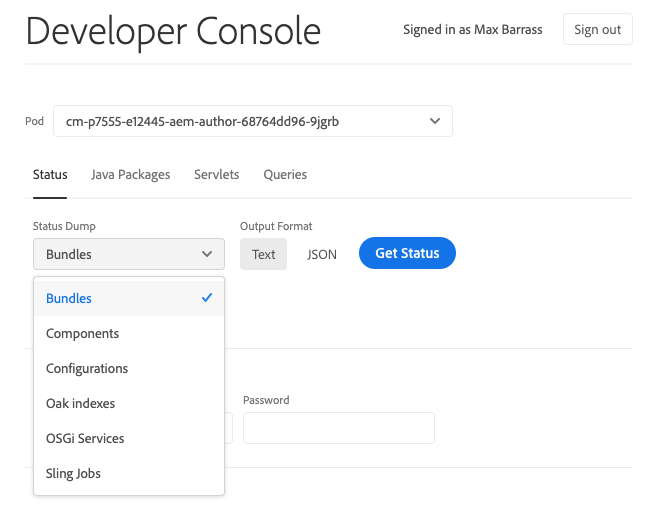 Developer Console
Signed in as Max Barrass
Sign out
Pod
cm-p7555-e12445-aem-author-68764dd96-9jgrb
Status
Java Packages
Servlets
Queries
Status Dump
Output Format
Bundles
Text
JSON
Get Status
Bundles
Components
Configurations
Oak indexes
OSGi Services
Sling Jobs
Password